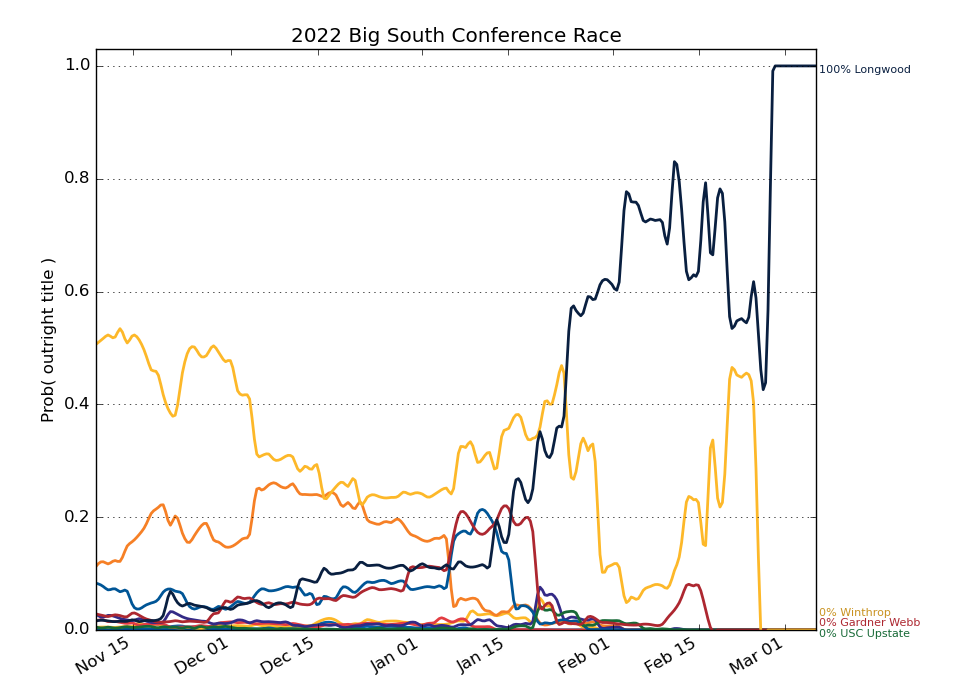 2022 Big South Conference Race
Prob( outright title )
1.0
0.8
0.6
0.4
0.2
0.0
Nov 15
Dec 01
Dec 15
Jan 01
Jan 15
Feb 01
Feb 15
Mar 01
100% Longwood
0% Winthrop
0% Gardner Webb
0% USC Upstate